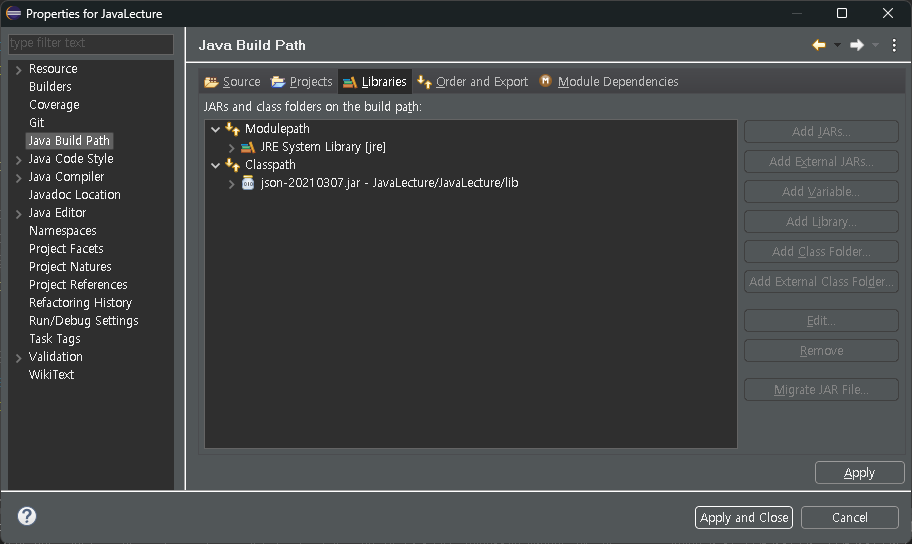 Properties for JavaLecture
type filter text
Resource
Builders
Coverage
Git
Java Build Path
Java Code Style
Java Compiler
Javadoc Location
Java Editor
Namespaces
Project Facets
Project Natures
Project References
Refactoring History
Run/Debug Settings
Task Tags
Validation
WikiText
Java Build Path
Source Projects Libraries Order and Export Module Dependencies
JARs and class folders on the build path:
Modulepath
JRE System Library [jre]
Classpath
json-20210307.jar - JavaLecture/JavaLecture/lib
Add JARs...
Add External JARs...
Add Variable...
Add Library...
Add Class Folder...
Add External Class Folder...
Edit...
Remove
Migrate JAR File...
Apply
Apply and Close
Cancel